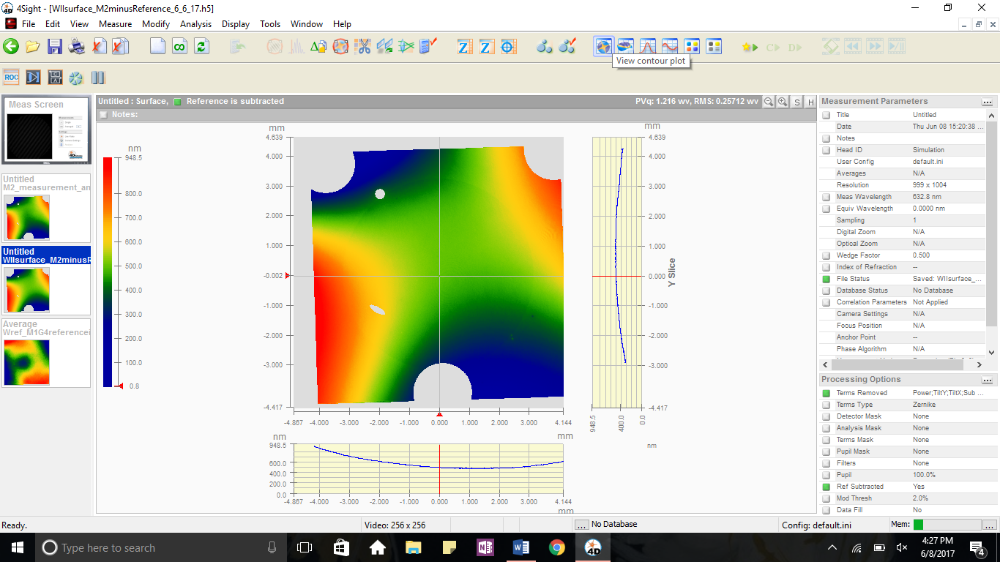 4Sight - [WIIsurface_M2minusReference_6_6_17.h5]
File Edit View Measure Modify Analysis Display Tools Window Help
View contour plot
ROC
Meas Screen
Untitled
M2_measurement_an
Untitled
WIIsurface_M2minusR
Average
Wref_M1G4referencei
Untitled : Surface, Reference is subtracted PVq: 1.216 wv, RMS: 0.25712 wv S H
Notes:
nm
948.5
800.0
700.0
600.0
500.0
400.0
300.0
200.0
100.0
0.8
mm
4.639
4.000
3.000
2.000
1.000
-0.002
-1.000
-2.000
-3.000
-4.417
-4.867 -4.000 -3.000 -2.000 -1.000 0.000 1.000 2.000 3.000 4.144
mm
mm
4.639
4.000
3.000
2.000
1.000
0.000
-1.000
-2.000
-3.000
-4.417
Y Slice
948.5 400.0 0.0
nm
nm
948.5
600.0
400.0
200.0
0.0
-4.867 -4.000 -3.000 -2.000 -1.000 0.000 1.000 2.000 3.000 4.144
mm
Measurement Parameters ...
Title Untitled
Date Thu Jun 08 15:20:38 ...
Notes
Head ID Simulation
User Config default.ini
Averages N/A
Resolution 999 x 1004
Meas Wavelength 632.8 nm
Equiv Wavelength 0.0000 nm
Sampling 1
Digital Zoom N/A
Optical Zoom N/A
Wedge Factor 0.500
Index of Refraction --
File Status Saved: WIIsurface_...
Database Status No Database
Correlation Parameters Not Applied
Camera Settings N/A
Focus Position N/A
Anchor Point --
Phase Algorithm N/A
Processing Options ...
Terms Removed Power;TiltY;TiltX;Sub ...
Terms Type Zernike
Detector Mask None
Analysis Mask None
Terms Mask None
Pupil Mask None
Filters None
Pupil 100.0%
Ref Subtracted Yes
Mod Thresh 2.0%
Data Fill No
Ready. Video: 256 x 256 ... No Database Config: default.ini Mem: ...
Type here to search
4:27 PM
6/8/2017
4